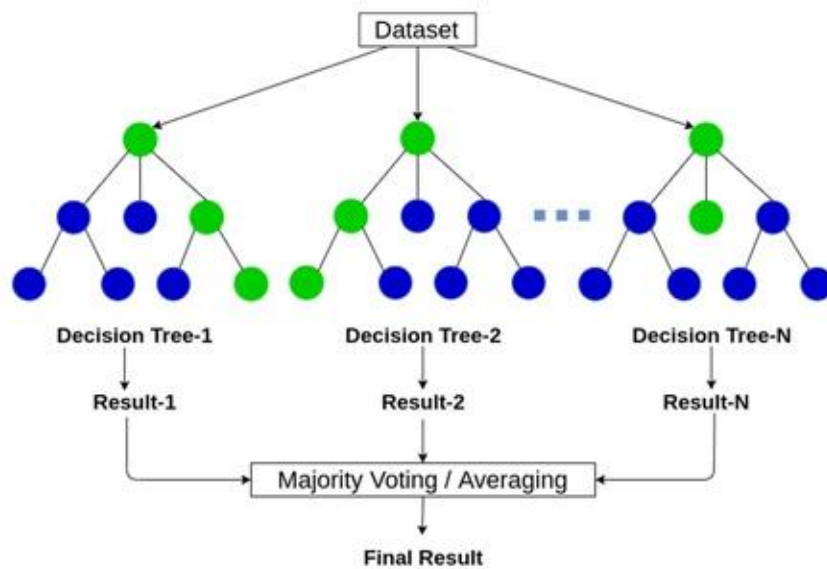 Dataset
Decision Tree-1
Decision Tree-2
Decision Tree-N
Result-1
Result-2
Result-N
Majority Voting / Averaging
Final Result